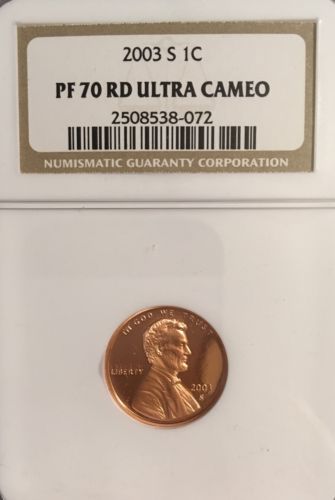 2003 S 1C
PF 70 RD ULTRA CAMEO
2508538-072
NUMISMATIC GUARANTY CORPORATION
IN GOD WE TRUST
LIBERTY
2003
S